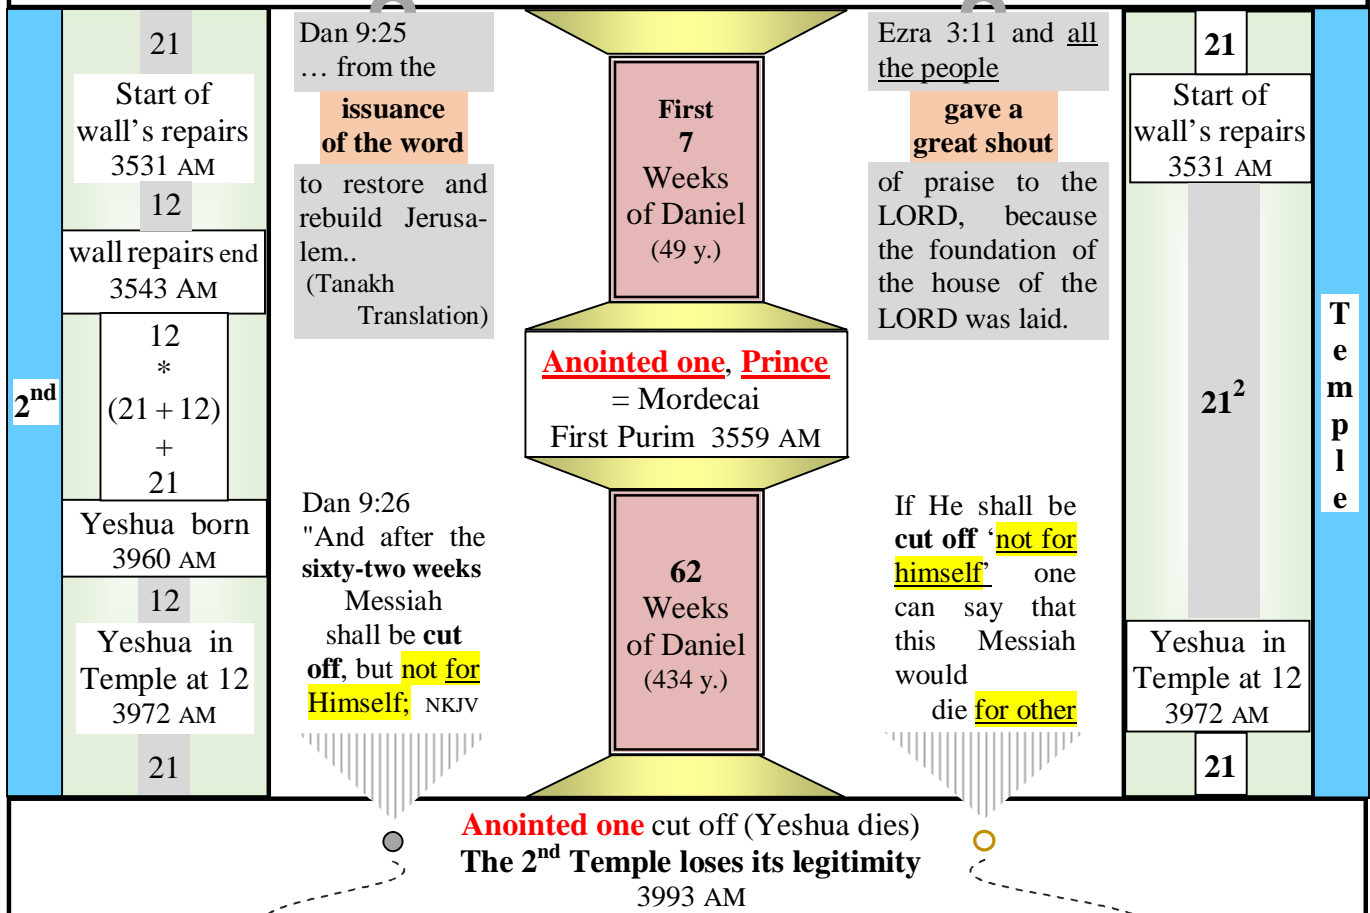 2nd
21
Start of
wall's repairs
3531 AM
12
wall repairs end
3543 AM
12
*
(21 + 12)
+
21
Yeshua born
3960 AM
12
Yeshua in
Temple at 12
3972 AM
21
Dan 9:25
… from the
issuance
of the word
to restore and
rebuild Jerusa-
lem..
(Tanakh
Translation)
Dan 9:26
"And after the
sixty-two weeks
Messiah
shall be cut
off, but not for
Himself; NKJV
First
7
Weeks
of Daniel
(49 y.)
Anointed one, Prince
= Mordecai
First Purim 3559 AM
62
Weeks
of Daniel
(434 y.)
Ezra 3:11 and all
the people
gave a
great shout
of praise to the
LORD, because
the foundation of
the house of the
LORD was laid.
If He shall be
cut off ‘not for
himself’ one
can say that
this Messiah
would
die for other
21
Start of
wall's repairs
3531 AM
21²
Yeshua in
Temple at 12
3972 AM
21
T
e
m
p
l
e
Anointed one cut off (Yeshua dies)
The 2nd Temple loses its legitimity
3993 AM